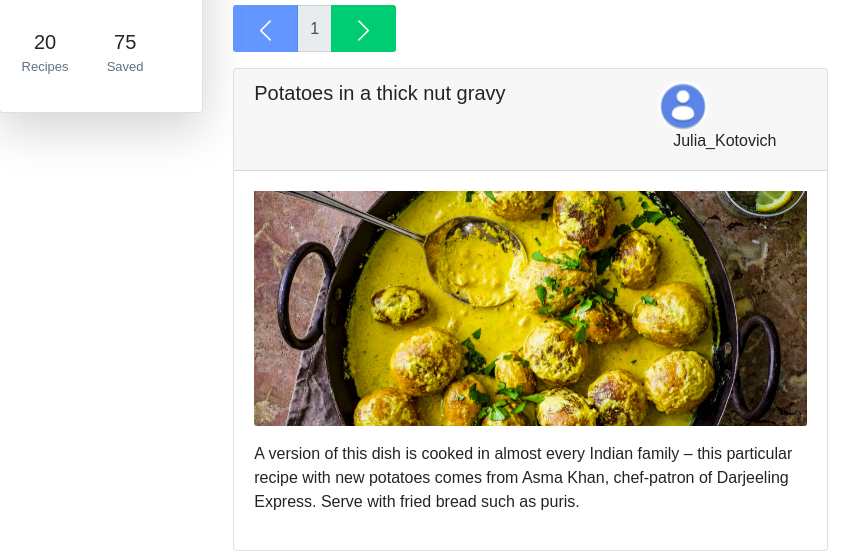 20
Recipes
75
Saved
1
Potatoes in a thick nut gravy
Julia_Kotovich
A version of this dish is cooked in almost every Indian family – this particular
recipe with new potatoes comes from Asma Khan, chef-patron of Darjeeling
Express. Serve with fried bread such as puris.